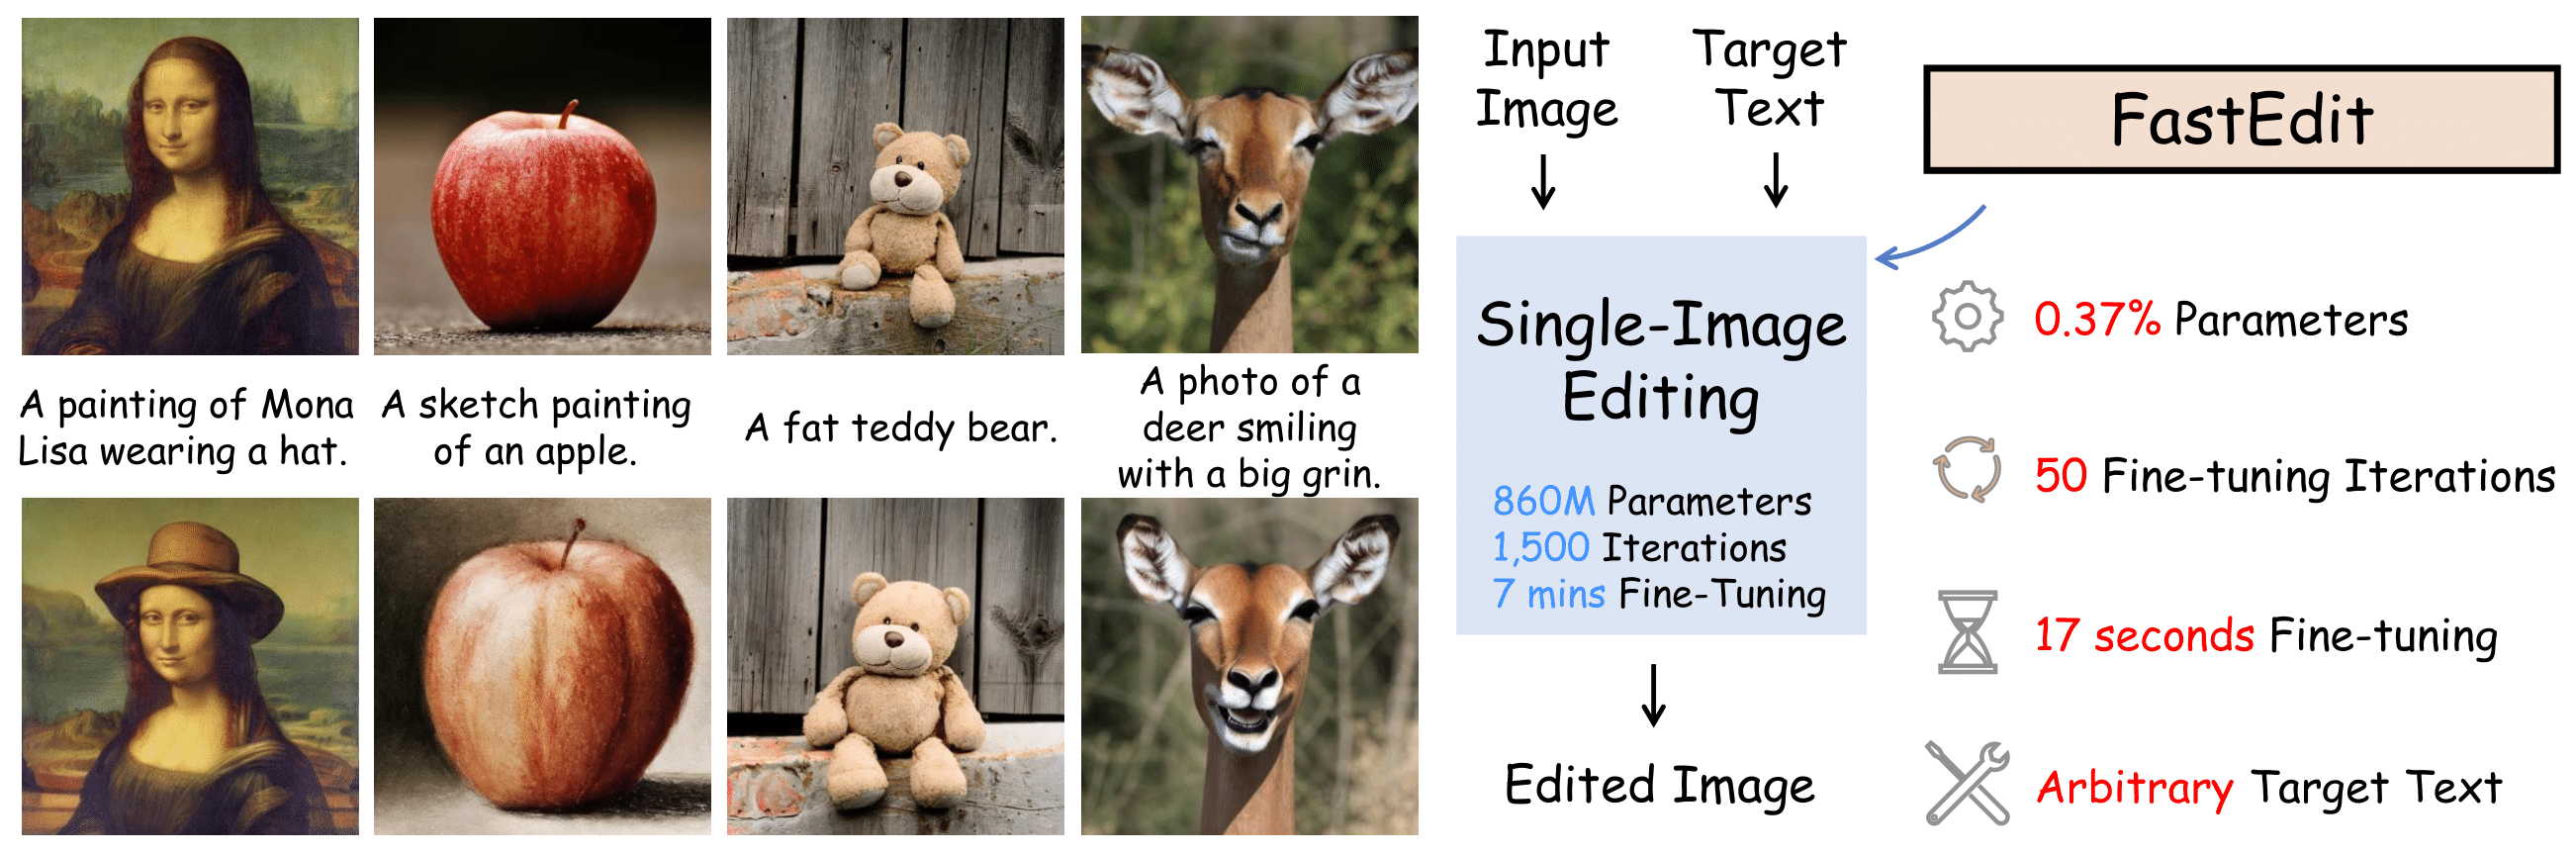 A painting of Mona
Lisa wearing a hat.
A sketch painting
of an apple.
A fat teddy bear.
A photo of a
deer smiling
with a big grin.
Input
Image
Target
Text
Single-Image
Editing
860M Parameters
1,500 Iterations
7 mins Fine-Tuning
Edited Image
FastEdit
0.37% Parameters
50 Fine-tuning Iterations
17 seconds Fine-tuning
Arbitrary Target Text